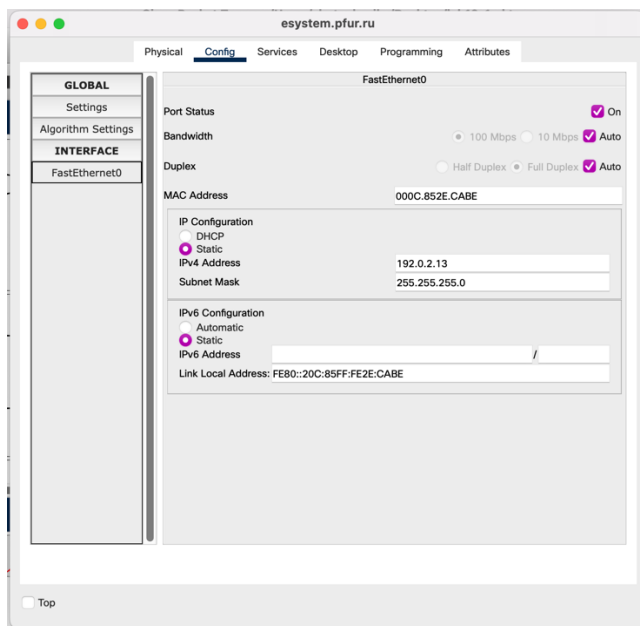 esystem.pfur.ru
Physical Config Services Desktop Programming Attributes
GLOBAL
Settings
Algorithm Settings
INTERFACE
FastEthernet0
FastEthernet0
Port Status On
Bandwidth 100 Mbps 10 Mbps Auto
Duplex Half Duplex Full Duplex Auto
MAC Address 000C.852E.CABE
IP Configuration
DHCP
Static
IPv4 Address 192.0.2.13
Subnet Mask 255.255.255.0
IPv6 Configuration
Automatic
Static
IPv6 Address /
Link Local Address: FE80::20C:85FF:FE2E:CABE
Top